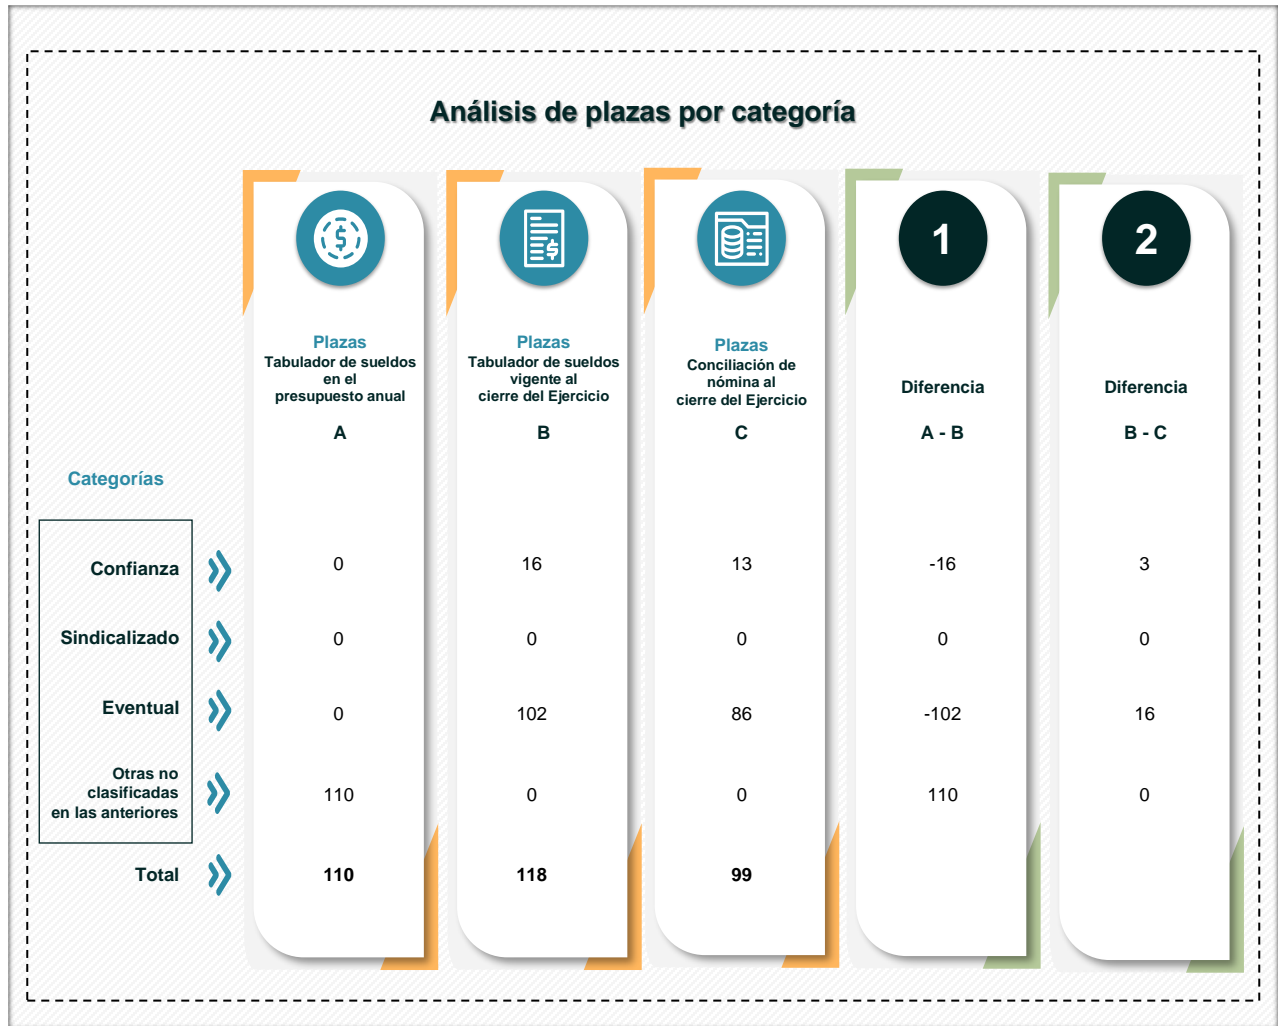 Análisis de plazas por categoría
1
2
Plazas
Tabulador de sueldos
en el
presupuesto anual
A
Plazas
Tabulador de sueldos
vigente al
cierre del Ejercicio
B
Plazas
Conciliación de
nómina al
cierre del Ejercicio
C
Diferencia
A - B
Diferencia
B - C
Categorías
Confianza 0 16 13 -16 3
Sindicalizado 0 0 0 0 0
Eventual 0 102 86 -102 16
Otras no
clasificadas
en las anteriores
110 0 0 110 0
Total 110 118 99